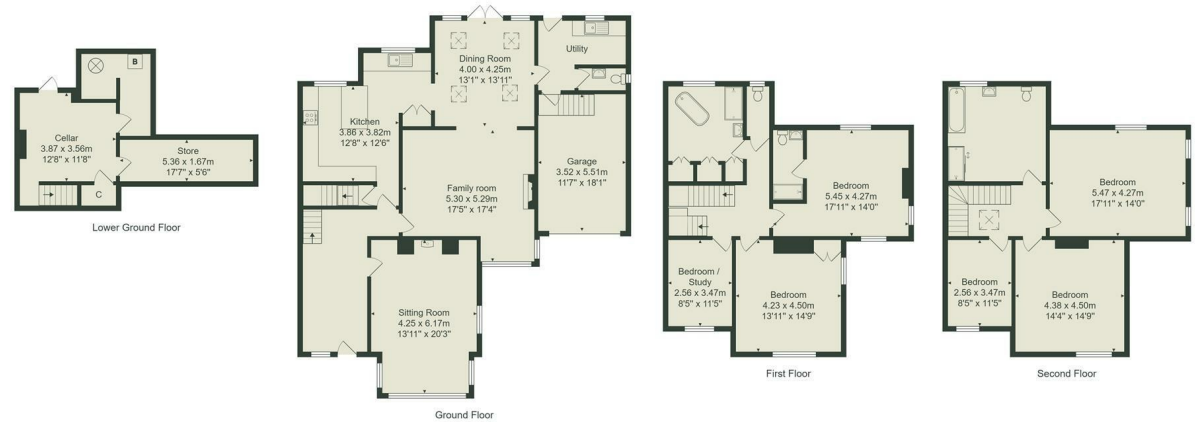 B
Cellar
3.87 x 3.56m
12'8" x 11'8"
Store
5.36 x 1.67m
17'7" x 5'6"
C
Lower Ground Floor
Dining Room
4.00 x 4.25m
13'1" x 13'11"
Utility
Kitchen
3.86 x 3.82m
12'8" x 12'6"
Garage
3.52 x 5.51m
11'7" x 18'1"
Family room
5.30 x 5.29m
17'5" x 17'4"
Sitting Room
4.25 x 6.17m
13'11" x 20'3"
Ground Floor
Bedroom
5.45 x 4.27m
17'11" x 14'0"
Bedroom /
Study
2.56 x 3.47m
8'5" x 11'5"
Bedroom
4.23 x 4.50m
13'11" x 14'9"
First Floor
Bedroom
5.47 x 4.27m
17'11" x 14'0"
Bedroom
2.56 x 3.47m
8'5" x 11'5"
Bedroom
4.38 x 4.50m
14'4" x 14'9"
Second Floor